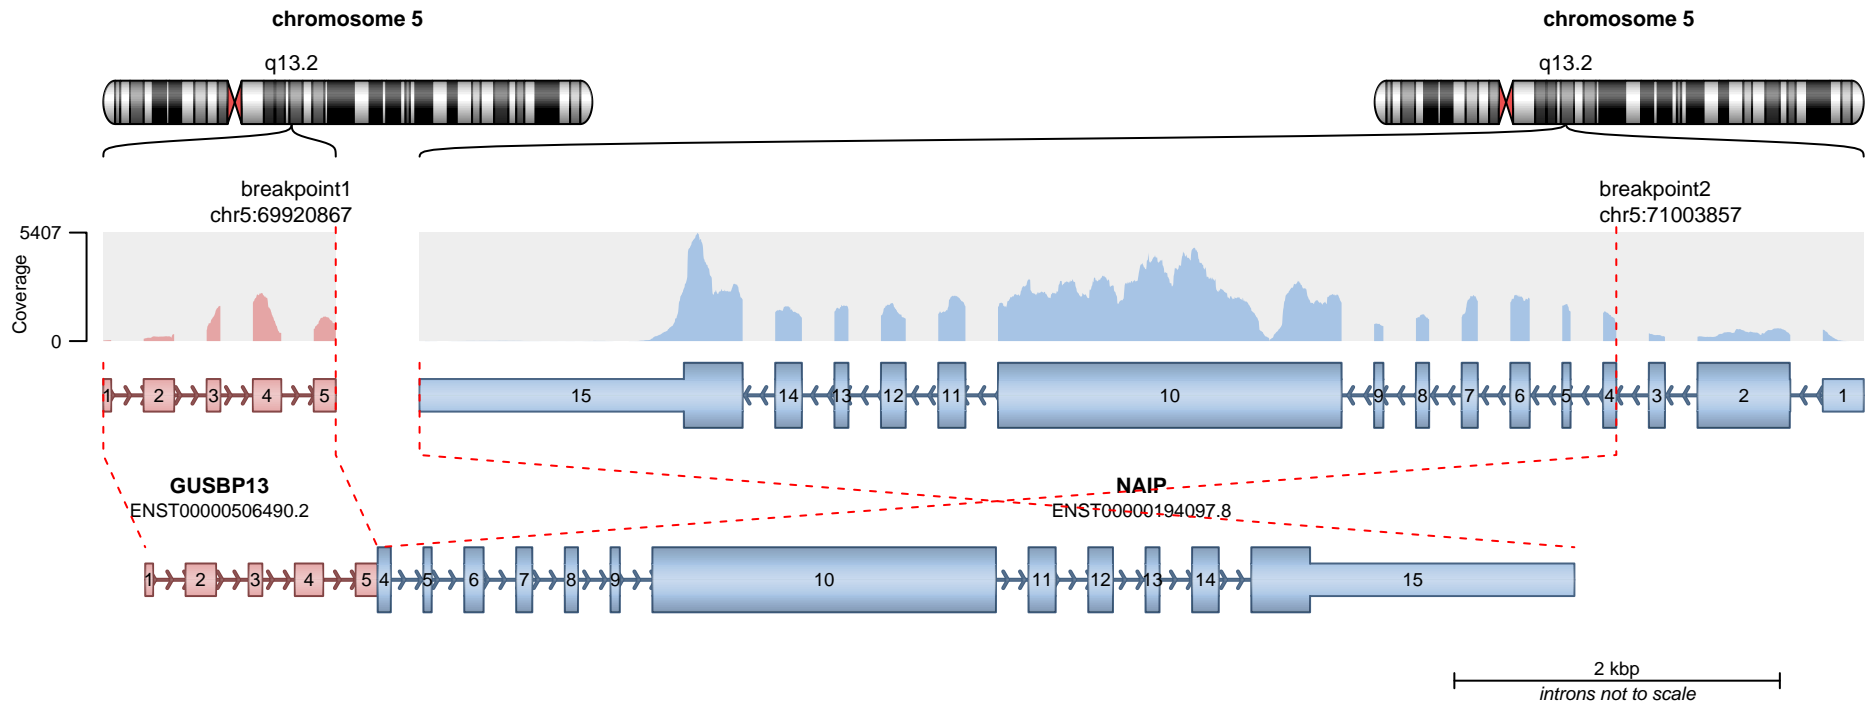 chromosome 5
chromosome 5
q13.2
q13.2
breakpoint1
chr5:69920867
breakpoint2
chr5:71003857
5407
Coverage
0
1 2 3 4 5
15 14 13 12 11 10 9 8 7 6 5 4 3 2 1
GUSBP13
ENST00000506490.2
NAIP
ENST00000194097.8
1 2 3 4 5 4 5 6 7 8 9 10 11 12 13 14 15
2 kbp
introns not to scale